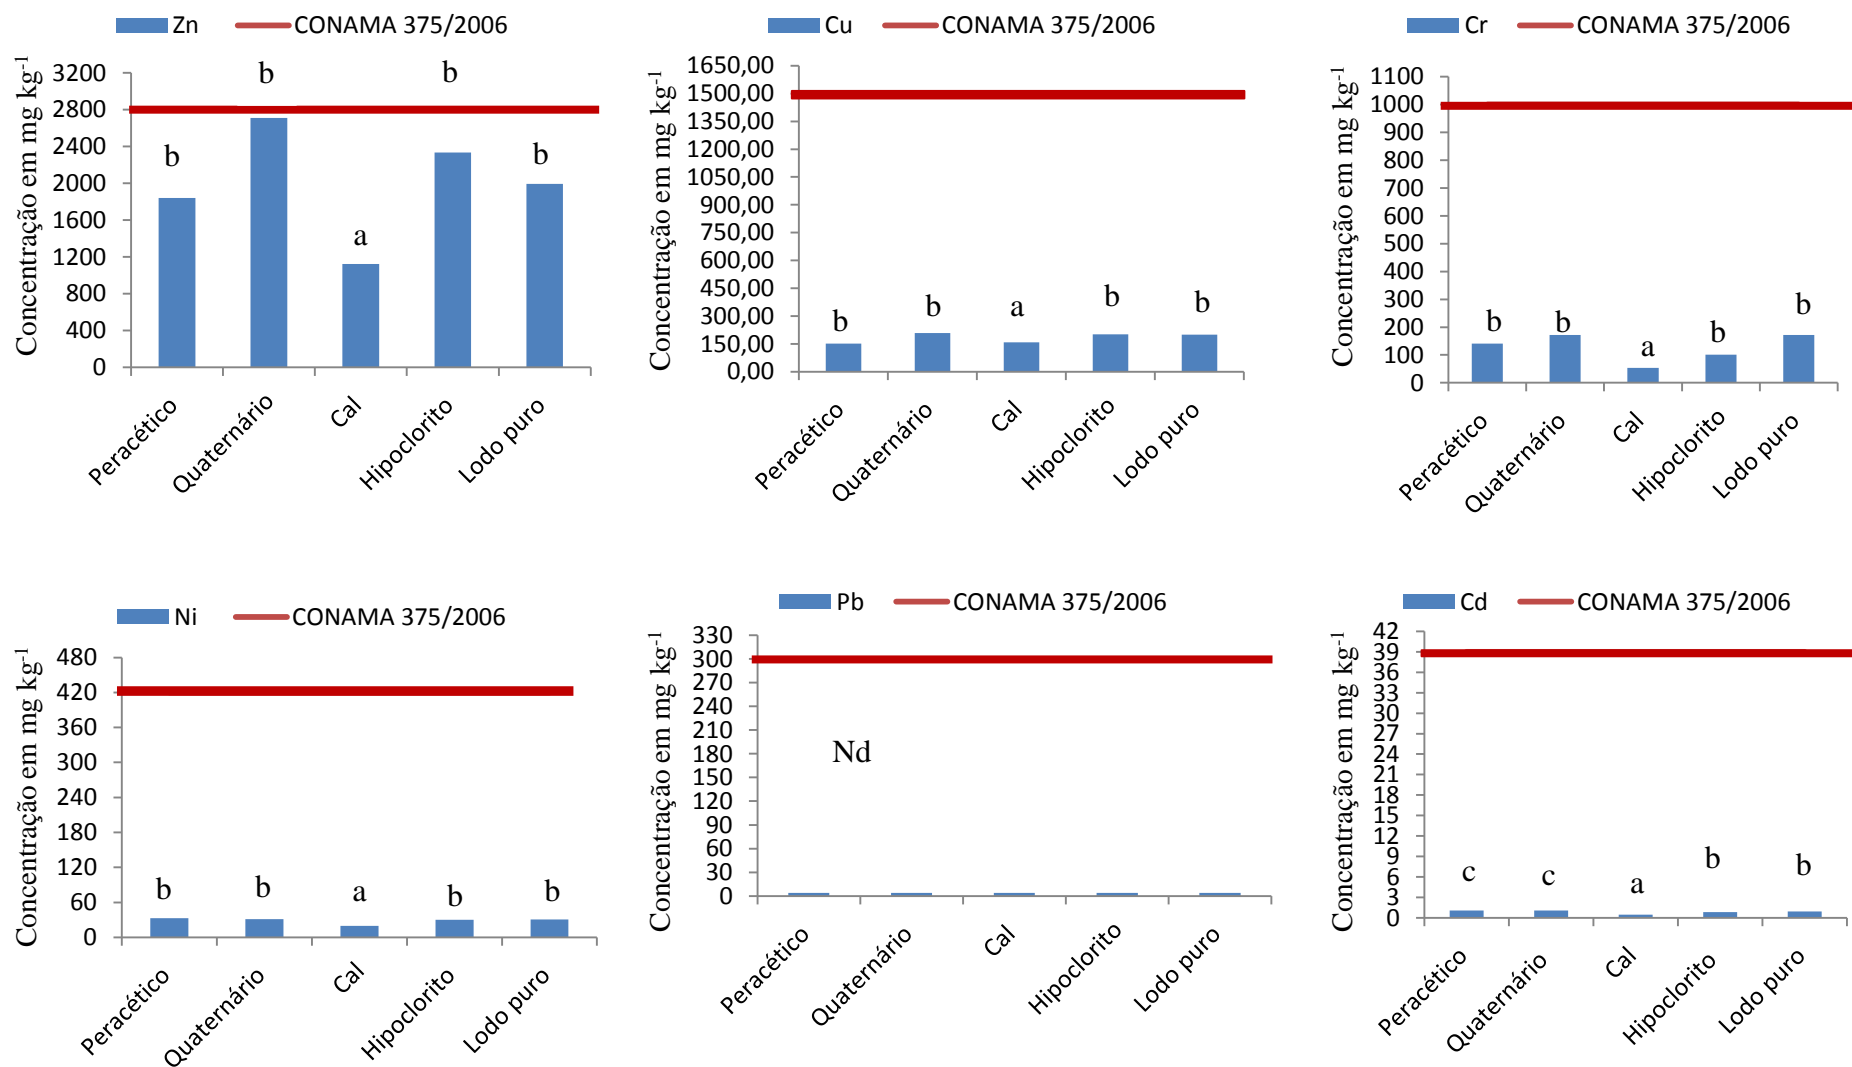 Zn CONAMA 375/2006
Concentração em mg kg-1
3200
2800
2400
2000
1600
1200
800
400
0
b b a b b
Peracético Quaternário Cal Hipoclorito Lodo puro
Cu CONAMA 375/2006
Concentração em mg kg-1
1650,00
1500,00
1350,00
1200,00
1050,00
900,00
750,00
600,00
450,00
300,00
150,00
0,00
b b a b b
Peracético Quaternário Cal Hipoclorito Lodo puro
Cr CONAMA 375/2006
Concentração em mg kg-1
1100
1000
900
800
700
600
500
400
300
200
100
0
b b a b b
Peracético Quaternário Cal Hipoclorito Lodo puro
Ni CONAMA 375/2006
Concentração em mg kg-1
480
420
360
300
240
180
120
60
0
b b a b b
Peracético Quaternário Cal Hipoclorito Lodo puro
Pb CONAMA 375/2006
Concentração em mg kg-1
330
300
270
240
210
180
150
120
90
60
30
0
Nd
Peracético Quaternário Cal Hipoclorito Lodo puro
Cd CONAMA 375/2006
Concentração em mg kg-1
42
39
36
33
30
27
24
21
18
15
12
9
6
3
0
c c a b b
Peracético Quaternário Cal Hipoclorito Lodo puro